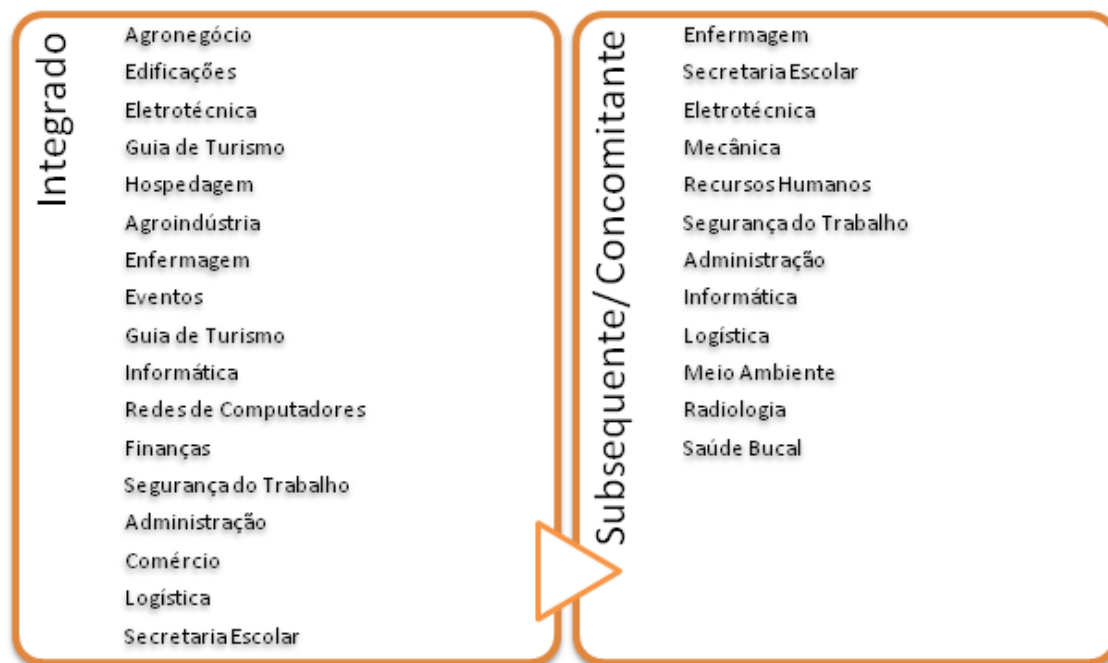 Integrado
Agronegócio
Edificações
Eletrotécnica
Guia de Turismo
Hospedagem
Agroindústria
Enfermagem
Eventos
Guia de Turismo
Informática
Redes de Computadores
Finanças
Segurança do Trabalho
Administração
Comércio
Logística
Secretaria Escolar
Subsequente/ Concomitante
Enfermagem
Secretaria Escolar
Eletrotécnica
Mecânica
Recursos Humanos
Segurança do Trabalho
Administração
Informática
Logística
Meio Ambiente
Radiologia
Saúde Bucal